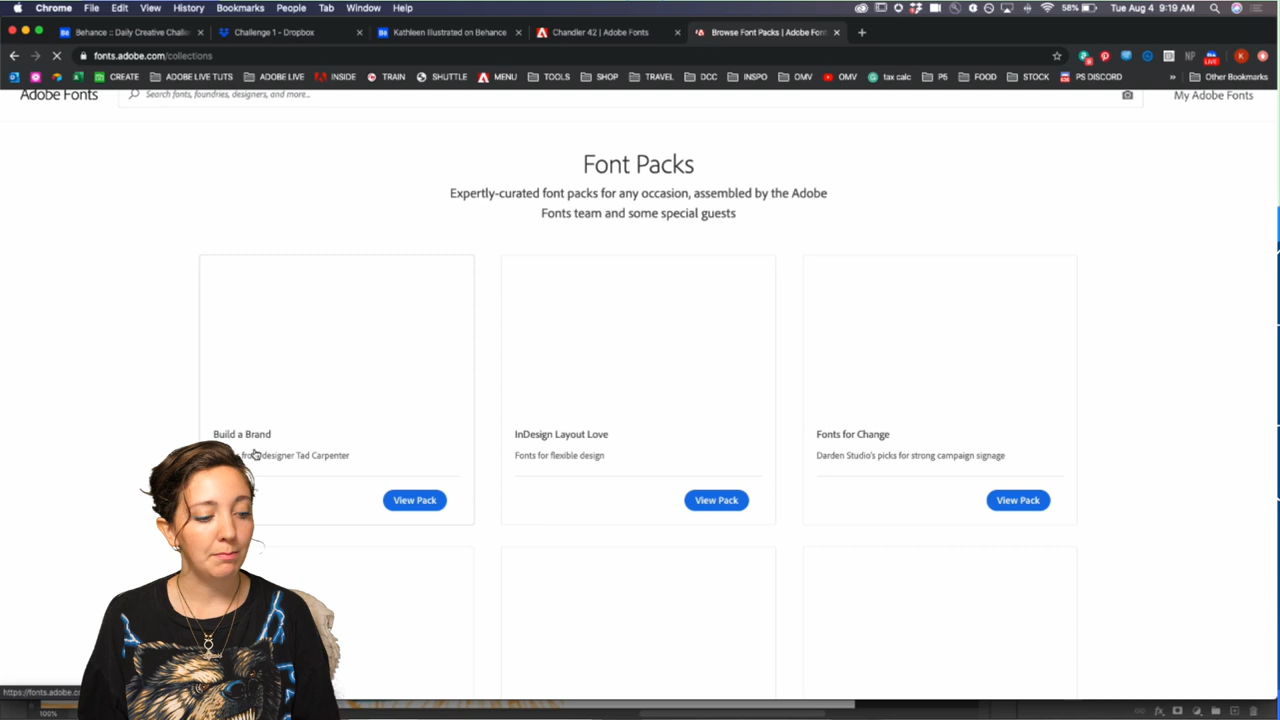 Chrome File Edit View History Bookmarks People Tab Window Help 58% Tue Aug 4 9:19 AM
Behance :: Daily Creative Challe Challenge 1 - Dropbox Kathleen Illustrated on Behance Chandler 42 | Adobe Fonts Browse Font Packs | Adobe Fon
fonts.adobe.com/collections
CREATE ADOBE LIVE TUTS ADOBE LIVE INSIDE TRAIN SHUTTLE MENU TOOLS SHOP TRAVEL DCC INSPO OMV OMV tax calc P5 FOOD STOCK PS DISCORD » Other Bookmarks
Adobe Fonts Search fonts, foundries, designers, and more... My Adobe Fonts
Font Packs
Expertly-curated font packs for any occasion, assembled by the Adobe
Fonts team and some special guests
Build a Brand InDesign Layout Love Fonts for Change
designer Tad Carpenter Fonts for flexible design Darden Studio's picks for strong campaign signage
View Pack View Pack View Pack
https://fonts.adobe.co
100%